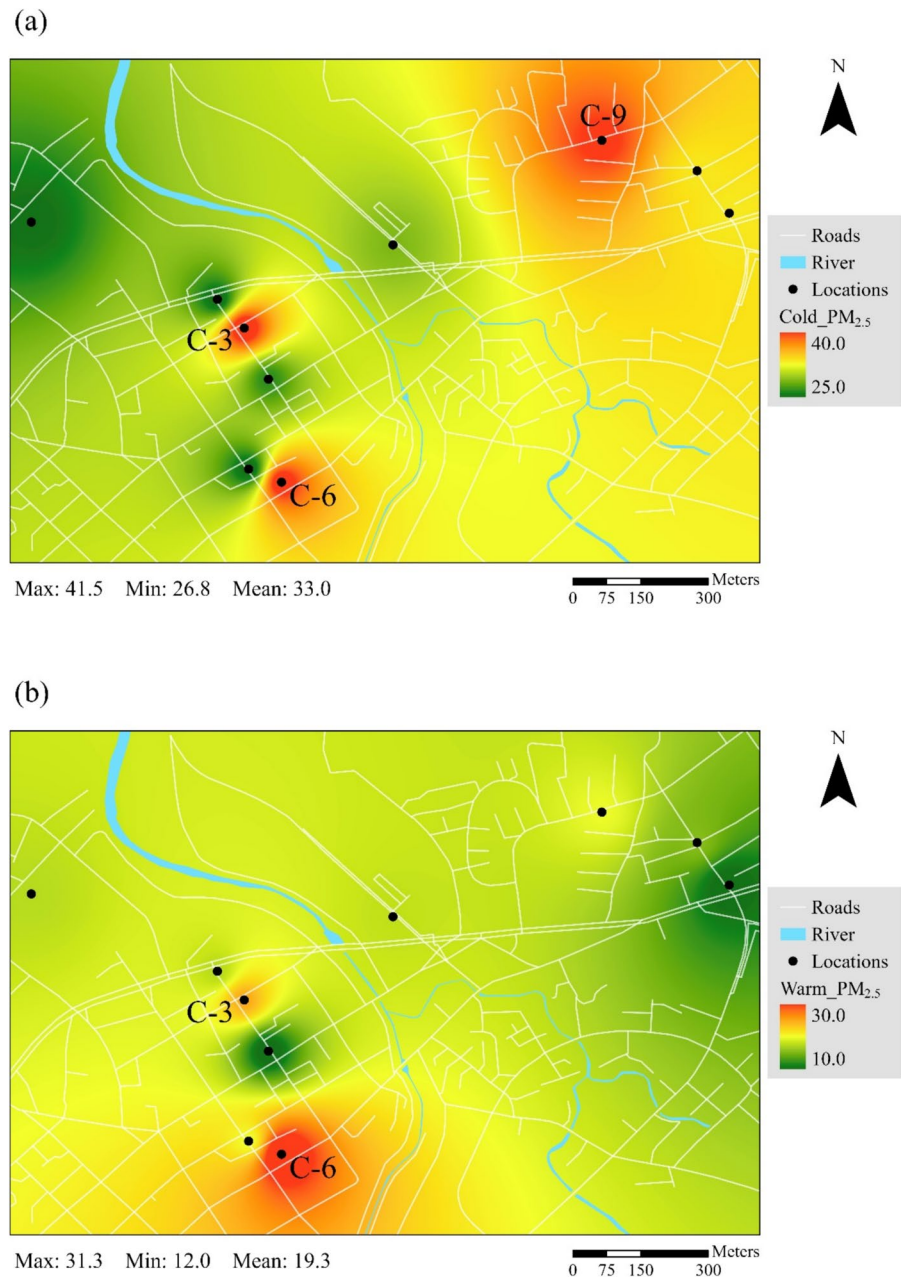 (a)
N
C-9
C-3
C-6
Roads
River
Locations
Cold_PM₂.₅
40.0
25.0
Max: 41.5 Min: 26.8 Mean: 33.0
Meters
0 75 150 300
(b)
N
C-3
C-6
Roads
River
Locations
Warm_PM₂.₅
30.0
10.0
Max: 31.3 Min: 12.0 Mean: 19.3
Meters
0 75 150 300